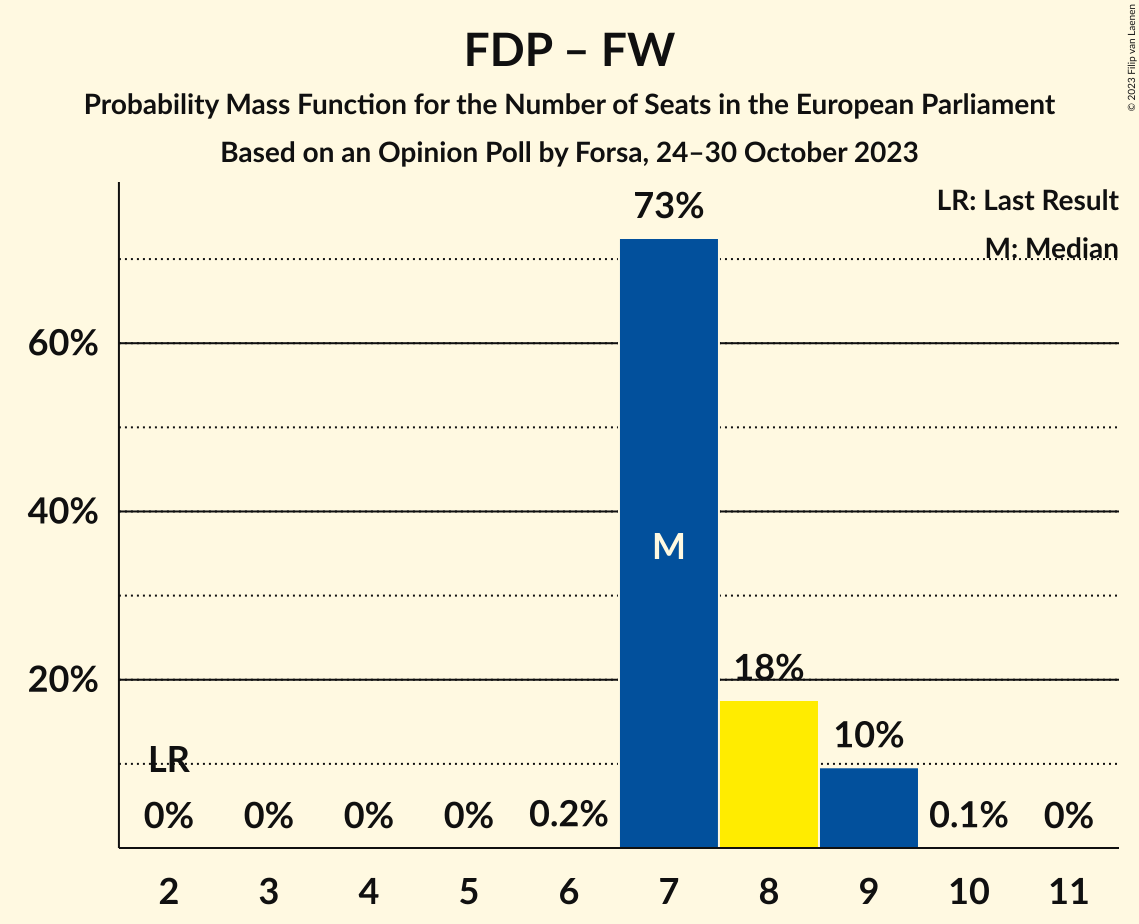 FDP – FW
Probability Mass Function for the Number of Seats in the European Parliament
Based on an Opinion Poll by Forsa, 24–30 October 2023
© 2023 Filip van Laenen
LR: Last Result
M: Median
73%
60%
40%
M
20%
18%
10%
LR
0%
0%
0%
0%
0.2%
0.1%
0%
2 3 4 5 6 7 8 9 10 11